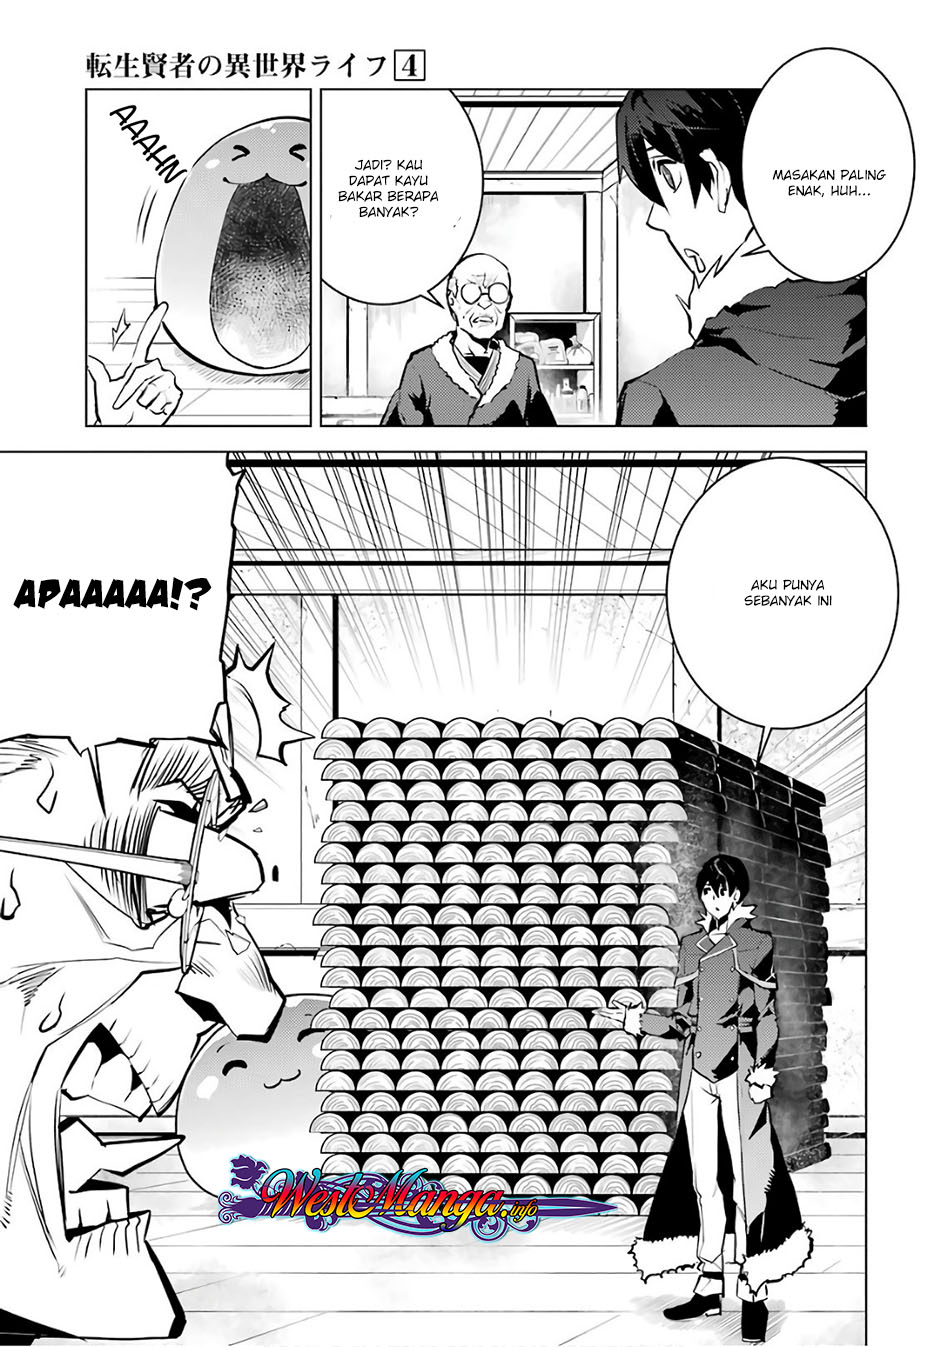 転生賢者の異世界ライフ 4
MASAKAN PALING
ENAK, HUH...
JADI? KAU
DAPAT KAYU
BAKAR BERAPA
BANYAK?
AAAHN
AKU PUNYA
SEBANYAK INI
APAAAAA!?
WestManga.info